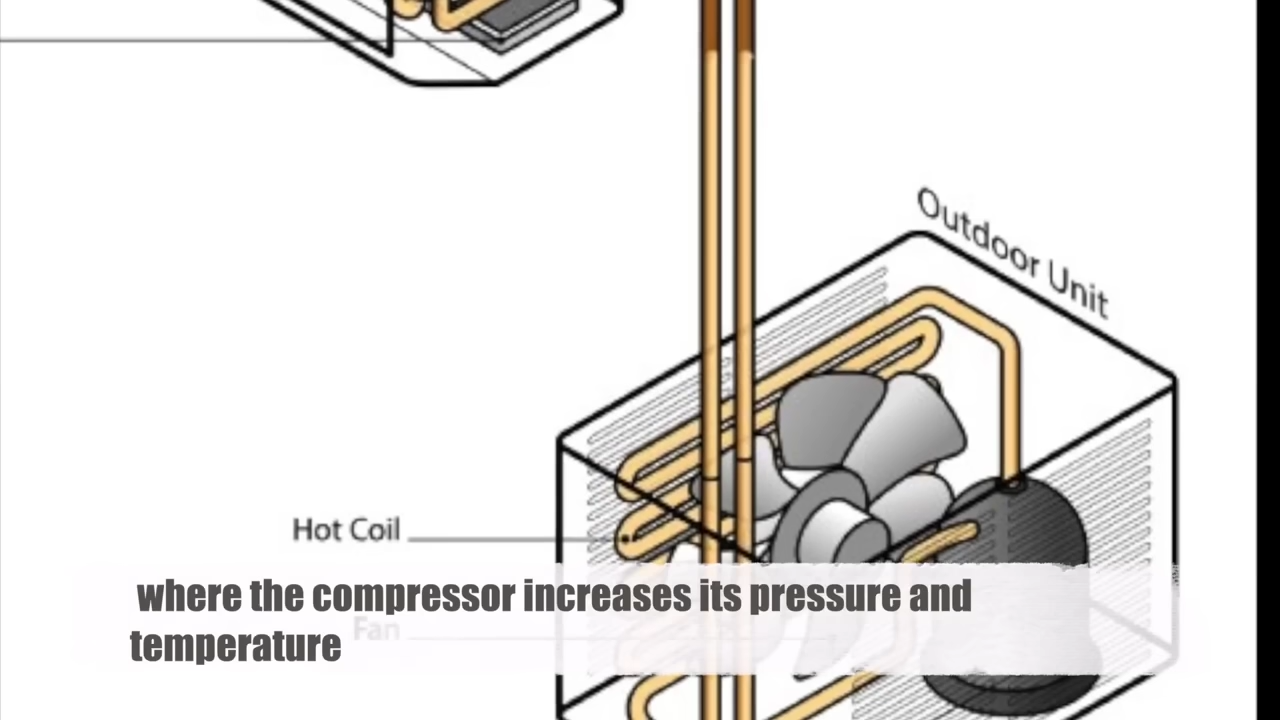 Outdoor Unit
Hot Coil
where the compressor increases its pressure and
temperature
Fan